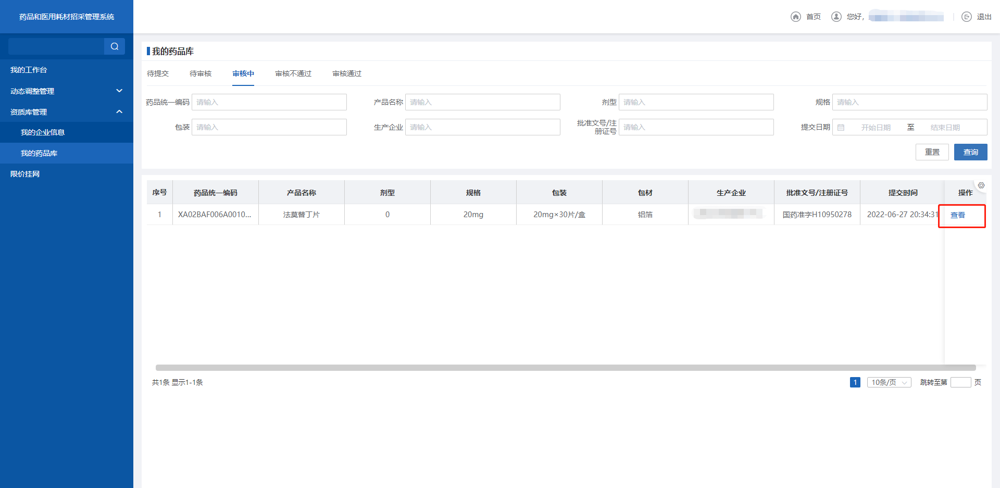 药品和医用耗材招采管理系统
首页 您好, 退出
我的工作台
动态调整管理
资质库管理
我的企业信息
我的药品库
限价挂网
我的药品库
待提交 待审核 审核中 审核不通过 审核通过
药品统一编码 请输入 产品名称 请输入 剂型 请输入 规格 请输入
包装 请输入 生产企业 请输入 批准文号/注册证号 请输入 提交日期 开始日期 至 结束日期
重置 查询
序号 药品统一编码 产品名称 剂型 规格 包装 包材 生产企业 批准文号/注册证号 提交时间 操作
1 XA02BAF006A0010... 法莫替丁片 0 20mg 20mg×30片/盒 铝箔 国药准字H10950278 2022-06-27 20:34:31 查看
共1条 显示1-1条 1 10条/页 跳转至第 页